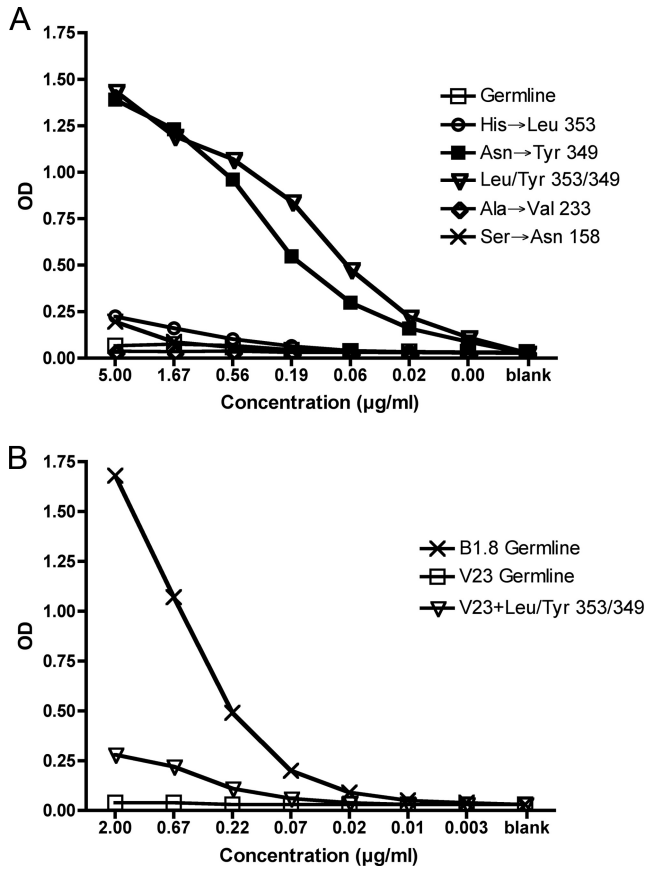 A
OD
1.75
1.50
1.25
1.00
0.75
0.50
0.25
0.00
Germline
His→Leu 353
Asn→Tyr 349
Leu/Tyr 353/349
Ala→Val 233
Ser→Asn 158
5.00 1.67 0.56 0.19 0.06 0.02 0.00 blank
Concentration (µg/ml)
B
OD
1.75
1.50
1.25
1.00
0.75
0.50
0.25
0.00
B1.8 Germline
V23 Germline
V23+Leu/Tyr 353/349
2.00 0.67 0.22 0.07 0.02 0.01 0.003 blank
Concentration (µg/ml)